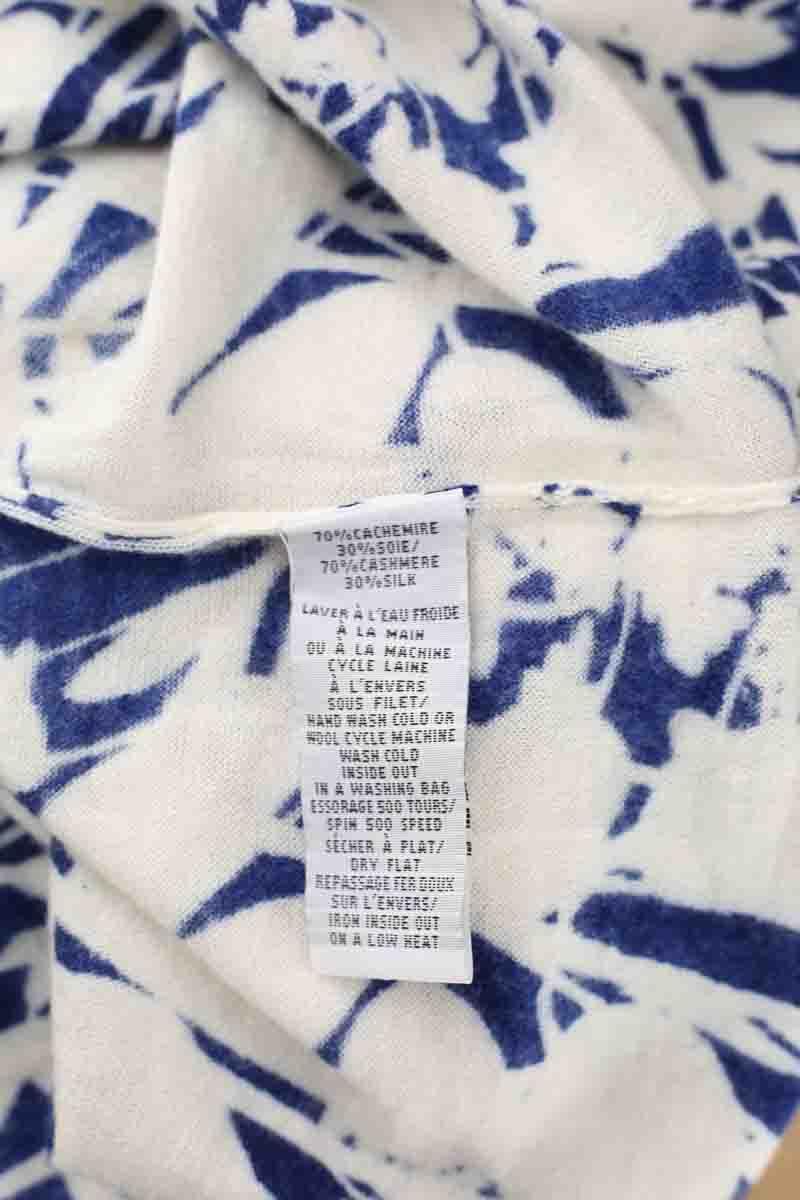 70%CACHEMIRE
30%SOIE/
70%CASHMERE
30%SILK
LAVER À L'EAU FROIDE
À LA MAIN
OU À LA MACHINE
CYCLE LAINE
À L'ENVERS
SOUS FILET/
HAND WASH COLD OR
WOOL CYCLE MACHINE
WASH COLD
INSIDE OUT
IN A WASHING BAG
ESSORAGE 500 TOURS/
SPIN 500 SPEED
SÉCHER À PLAT/
DRY FLAT
REPASSAGE FER DOUX
SUR L'ENVERS/
IRON INSIDE OUT
ON A LOW HEAT